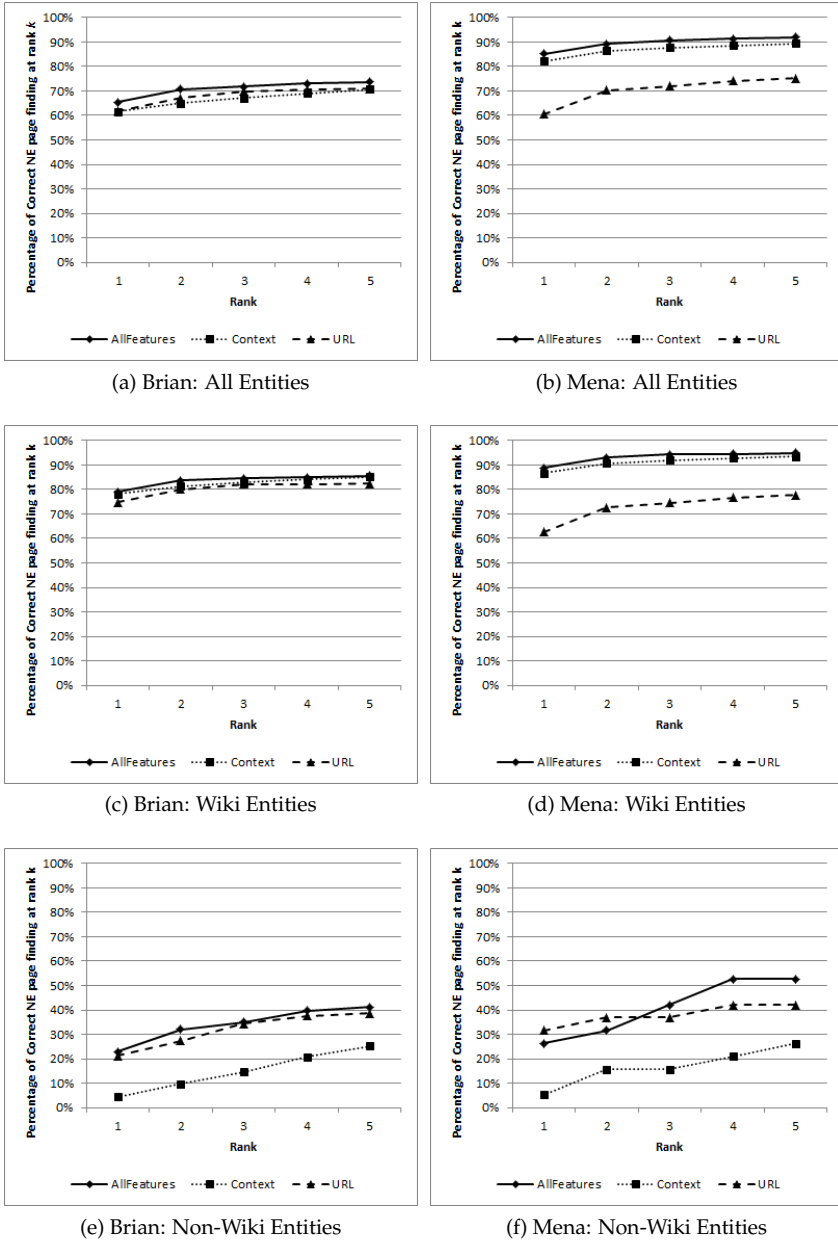 Percentage of Correct NE page finding at rank k
100%
90%
80%
70%
60%
50%
40%
30%
20%
10%
0%
1 2 3 4 5
Rank
AllFeatures Context URL
(a) Brian: All Entities
Percentage of Correct NE page finding at rank k
100%
90%
80%
70%
60%
50%
40%
30%
20%
10%
0%
1 2 3 4 5
Rank
AllFeatures Context URL
(b) Mena: All Entities
Percentage of Correct NE page finding at rank k
100%
90%
80%
70%
60%
50%
40%
30%
20%
10%
0%
1 2 3 4 5
Rank
AllFeatures Context URL
(c) Brian: Wiki Entities
Percentage of Correct NE page finding at rank k
100%
90%
80%
70%
60%
50%
40%
30%
20%
10%
0%
1 2 3 4 5
Rank
AllFeatures Context URL
(d) Mena: Wiki Entities
Percentage of Correct NE page finding at rank k
100%
90%
80%
70%
60%
50%
40%
30%
20%
10%
0%
1 2 3 4 5
Rank
AllFeatures Context URL
(e) Brian: Non-Wiki Entities
Percentage of Correct NE page finding at rank k
100%
90%
80%
70%
60%
50%
40%
30%
20%
10%
0%
1 2 3 4 5
Rank
AllFeatures Context URL
(f) Mena: Non-Wiki Entities